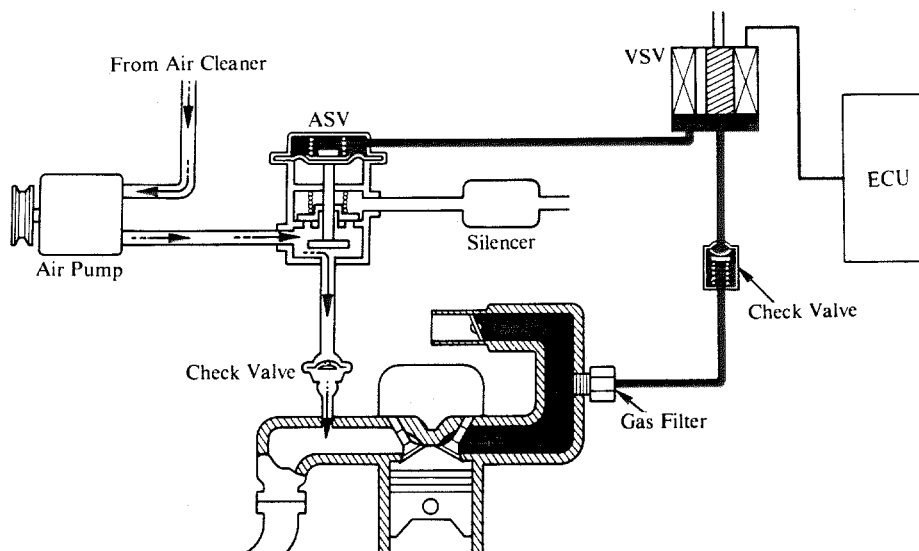 From Air Cleaner
VSV
ASV
ECU
Silencer
Air Pump
Check Valve
Check Valve
Gas Filter